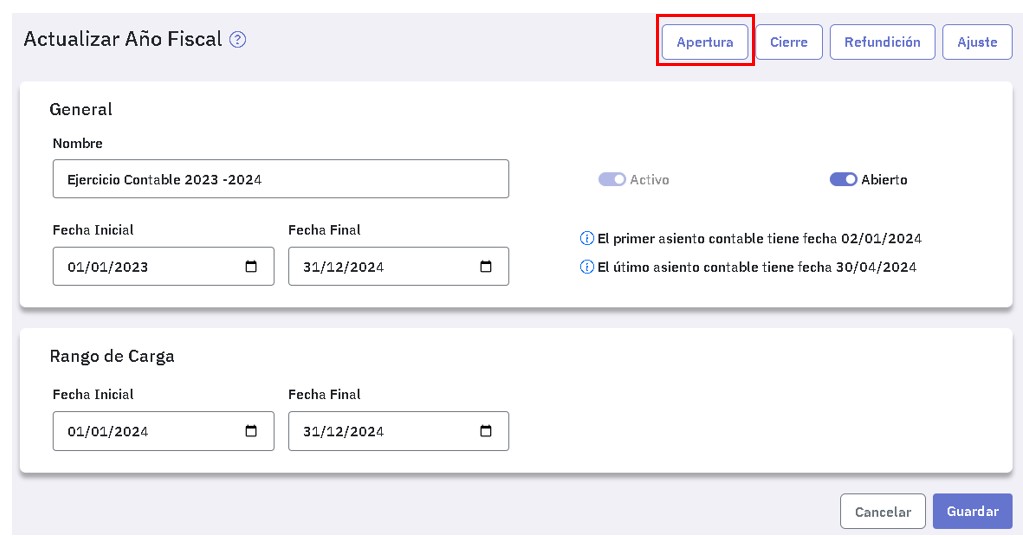 Actualizar Año Fiscal ?
Apertura Cierre Refundición Ajuste
General
Nombre
Ejercicio Contable 2023 -2024
Activo Abierto
Fecha Inicial Fecha Final
01/01/2023 31/12/2024
El primer asiento contable tiene fecha 02/01/2024
El útimo asiento contable tiene fecha 30/04/2024
Rango de Carga
Fecha Inicial Fecha Final
01/01/2024 31/12/2024
Cancelar Guardar